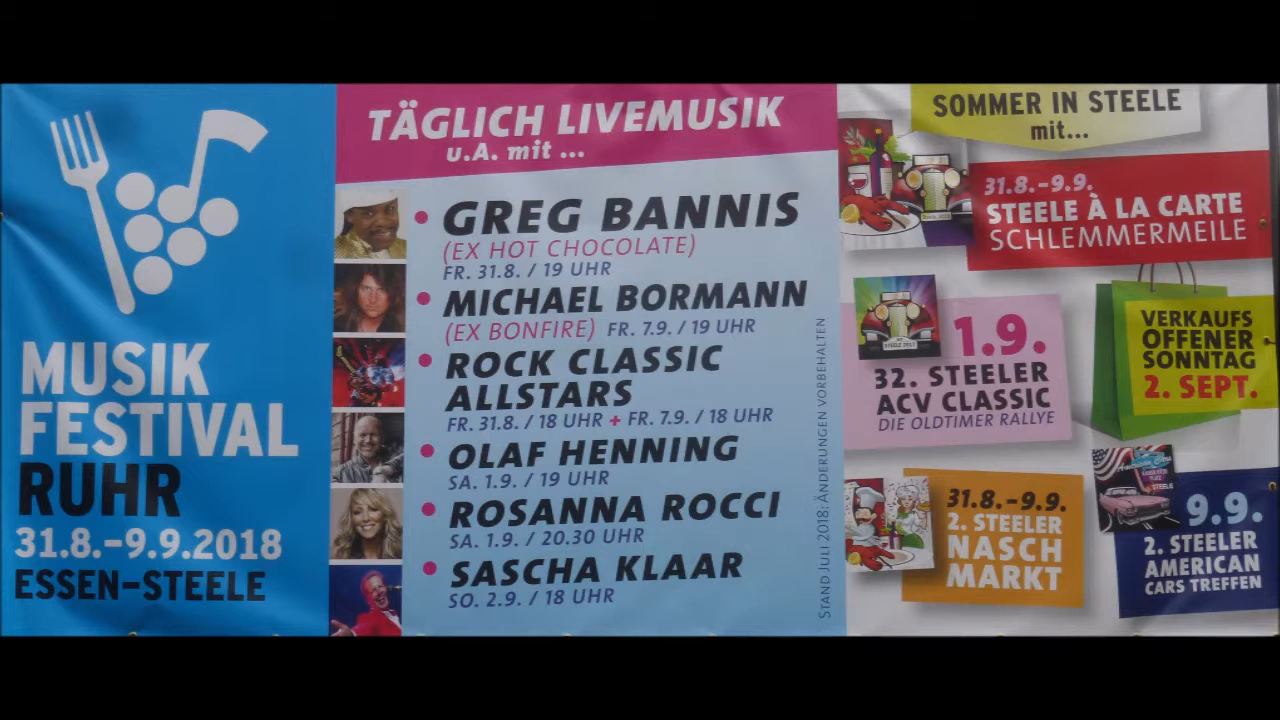 MUSIK
FESTIVAL
RUHR
31.8.–9.9.2018
ESSEN-STEELE
TÄGLICH LIVEMUSIK
u.A. mit ...
• GREG BANNIS
(EX HOT CHOCOLATE)
FR. 31.8. / 19 UHR
• MICHAEL BORMANN
(EX BONFIRE) FR. 7.9. / 19 UHR
• ROCK CLASSIC
ALLSTARS
FR. 31.8. / 18 UHR + FR. 7.9. / 18 UHR
• OLAF HENNING
SA. 1.9. / 19 UHR
• ROSANNA ROCCI
SA. 1.9. / 20.30 UHR
• SASCHA KLAAR
SO. 2.9. / 18 UHR
STAND JULI 2018; ÄNDERUNGEN VORBEHALTEN
SOMMER IN STEELE
mit...
31.8.–9.9.
STEELE À LA CARTE
SCHLEMMERMEILE
1.9.
32. STEELER
ACV CLASSIC
DIE OLDTIMER RALLYE
VERKAUFS
OFFENER
SONNTAG
2. SEPT.
31.8.–9.9.
2. STEELER
NASCH
MARKT
9.9.
2. STEELER
AMERICAN
CARS TREFFEN